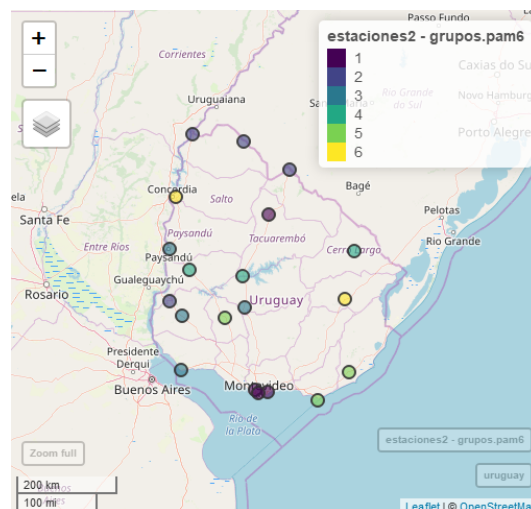 +
−
estaciones2 - grupos.pam6
1
2
3
4
5
6
Passo Fundo
Corrientes
Caxias do Sul
Rio Grande
do Sul
Novo Hamburg
Uruguaiana
Porto Alegre
Concordia
Salto
Bagé
Santa Fe
Pelotas
Rio Grande
Entre Ríos
Paysandú
Tacuarembó
Cerro Largo
Paysandú
Gualeguaychú
Rosario
Uruguay
Presidente
Derqui
Buenos Aires
Montevideo
Río de
la Plata
estaciones2 - grupos.pam6
Zoom full
uruguay
200 km
100 mi
Aires
Leaflet | © OpenStreetMa